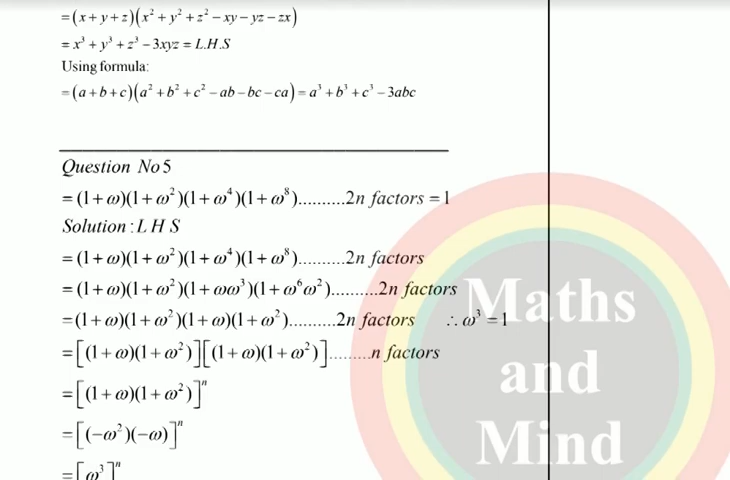 =(x+y+z)(x²+y²+z²−xy−yz−zx)
=x³+y³+z³−3xyz=L.H.S
Using formula:
=(a+b+c)(a²+b²+c²−ab−bc−ca)=a³+b³+c³−3abc
Question No5
=(1+ω)(1+ω²)(1+ω⁴)(1+ω⁸)..........2n factors=1
Solution:L H S
=(1+ω)(1+ω²)(1+ω⁴)(1+ω⁸)..........2n factors
=(1+ω)(1+ω²)(1+ωω³)(1+ω⁶ω²)..........2n factors
=(1+ω)(1+ω²)(1+ω)(1+ω²)..........2n factors ∴ω³=1
=[(1+ω)(1+ω²)][(1+ω)(1+ω²)].........n factors
=[(1+ω)(1+ω²)]ⁿ
=[(−ω²)(−ω)]ⁿ
=[ω³]ⁿ
Maths
and
Mind